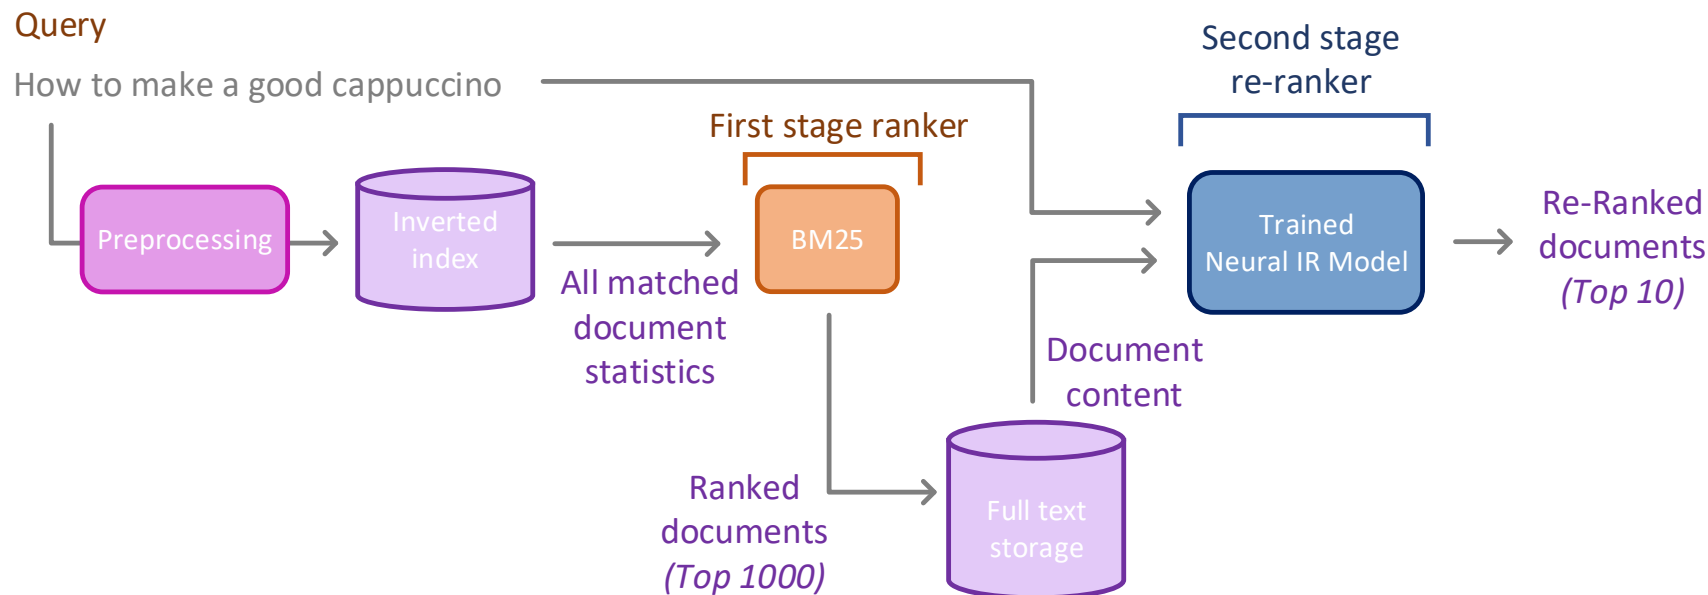 Query
How to make a good cappuccino
Second stage
re-ranker
First stage ranker
Preprocessing
Inverted
index
All matched
document
statistics
BM25
Trained
Neural IR Model
Re-Ranked
documents
(Top 10)
Document
content
Ranked
documents
(Top 1000)
Full text
storage